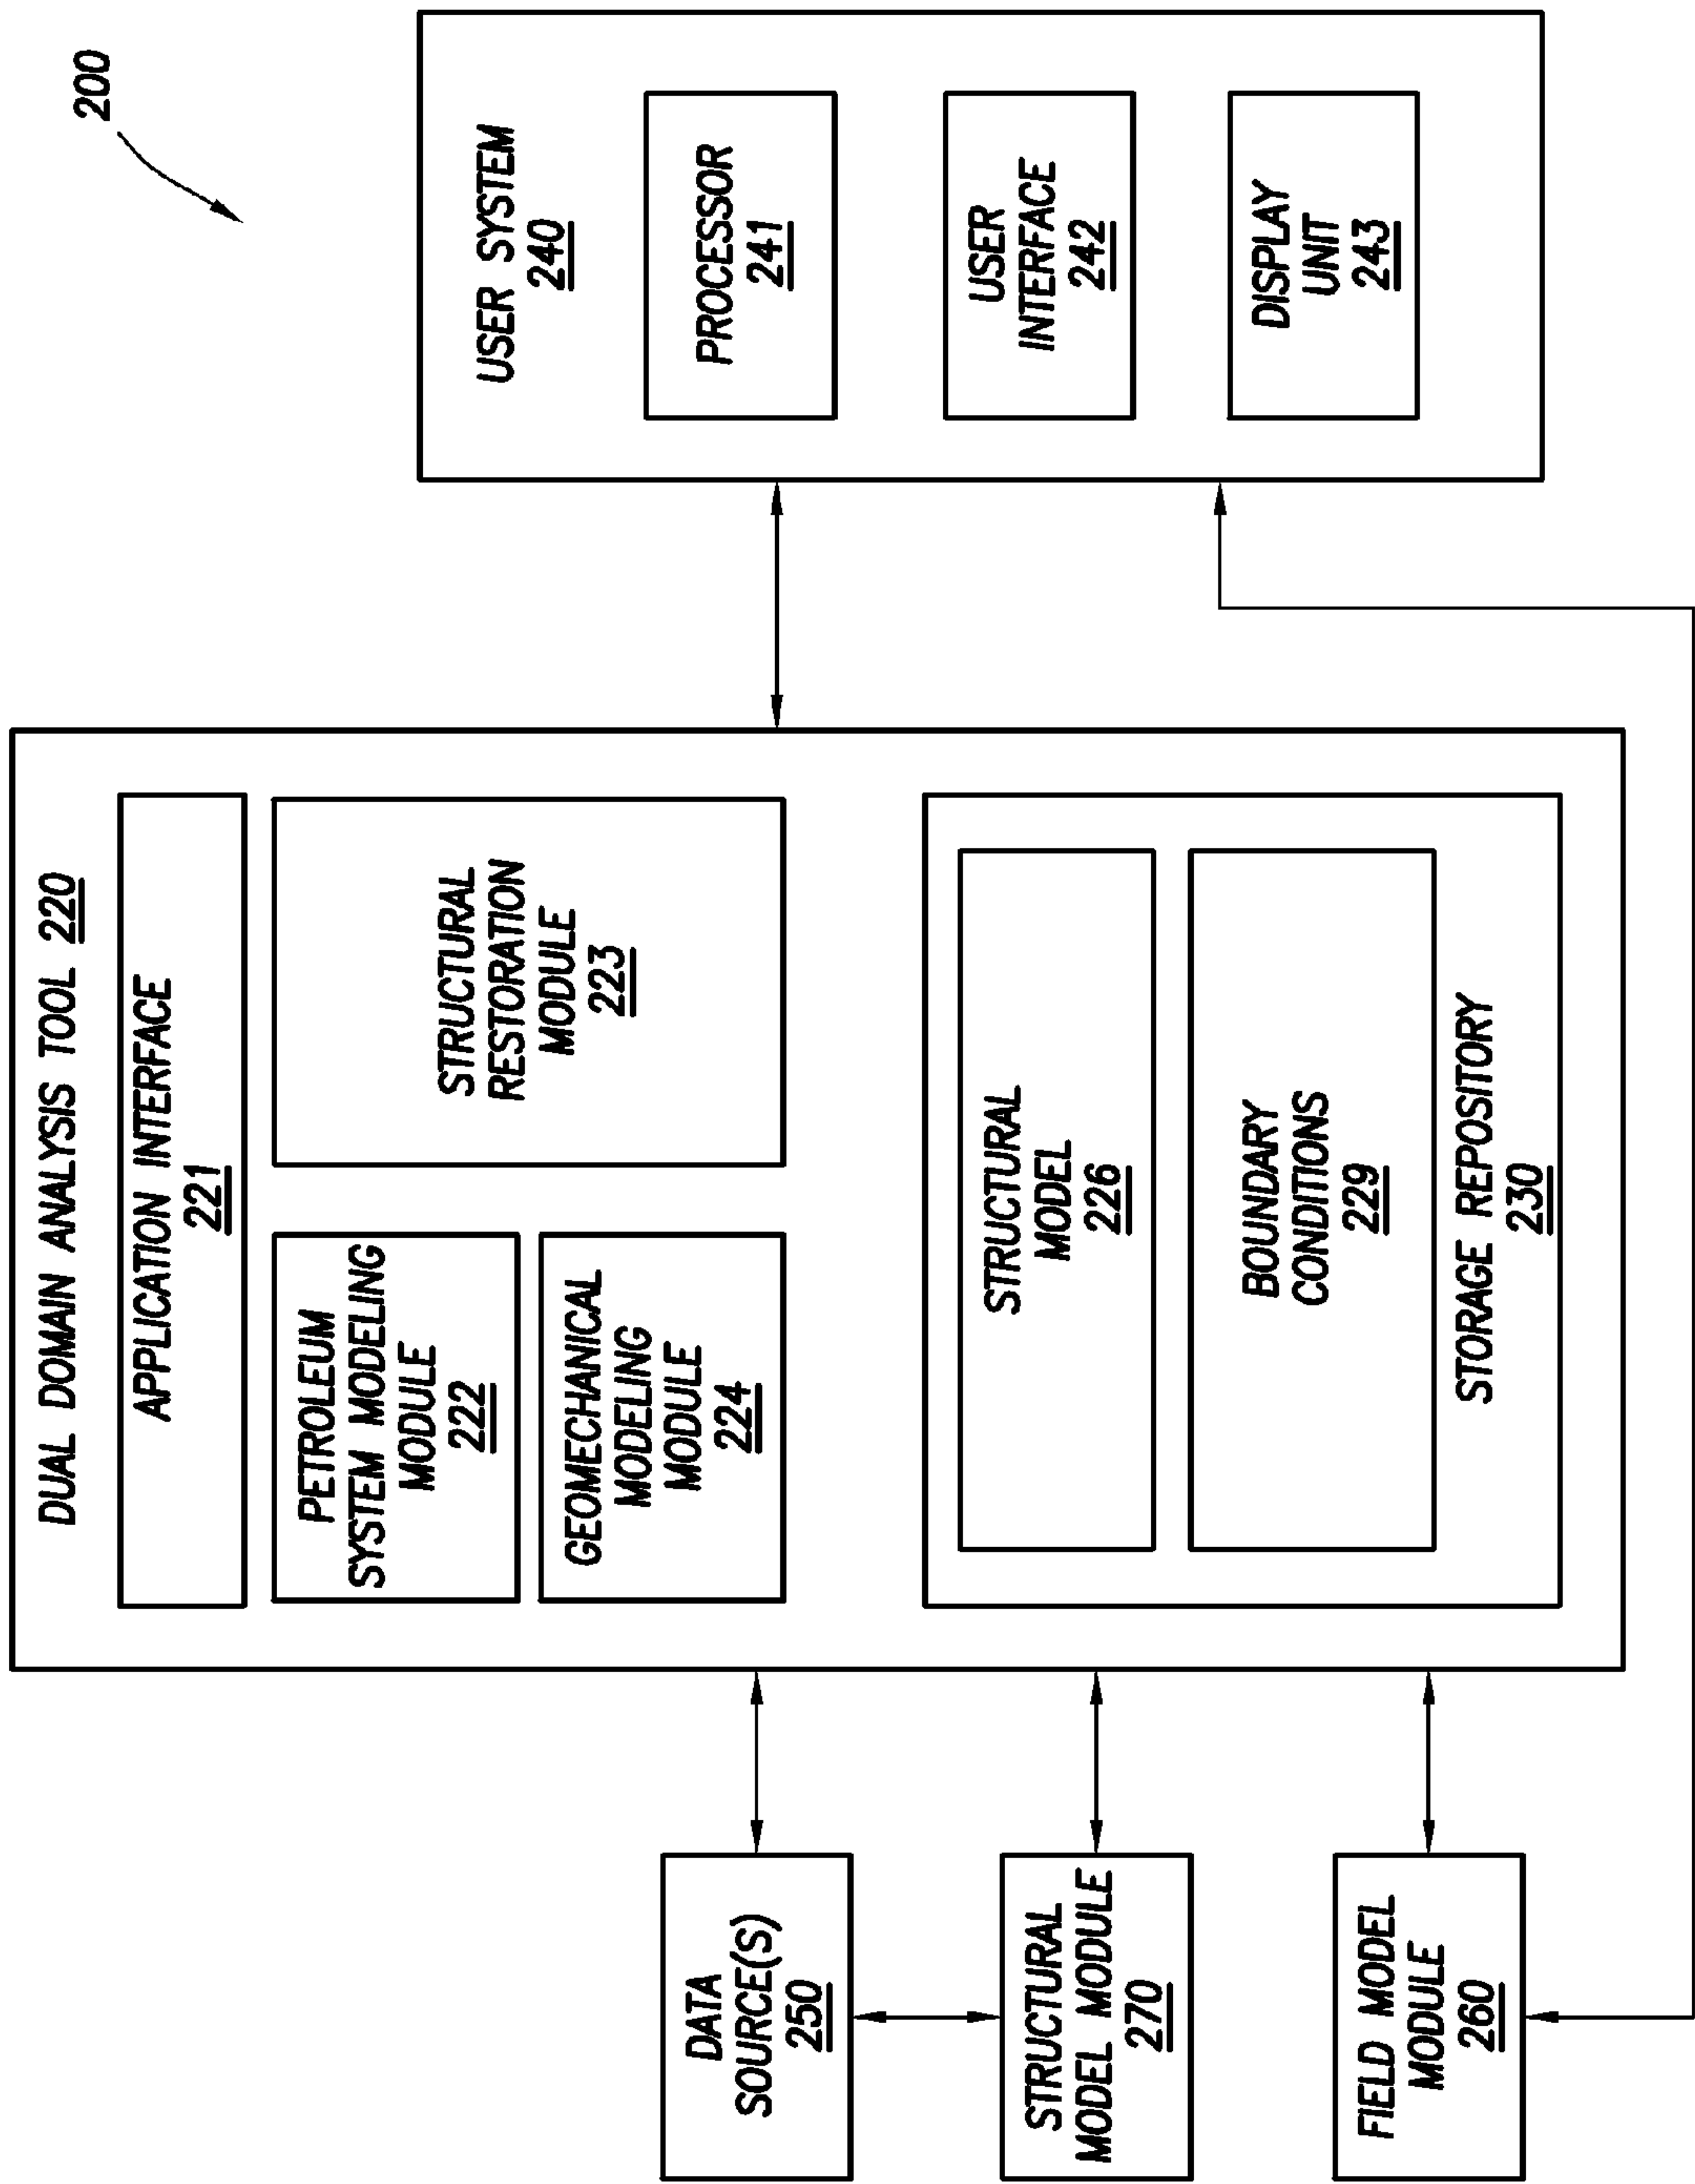 200
DUAL DOMAIN ANALYSIS TOOL 220
APPLICATION INTERFACE
221
PETROLEUM
SYSTEM MODELING
MODULE
222
GEOMECHANICAL
MODELING
MODULE
224
STRUCTURAL
RESTORATION
MODULE
223
STRUCTURAL
MODEL
226
BOUNDARY
CONDITIONS
229
STORAGE REPOSITORY
230
USER SYSTEM
240
PROCESSOR
241
USER
INTERFACE
242
DISPLAY
UNIT
243
DATA
SOURCE(S)
250
STRUCTURAL
MODEL MODULE
270
FIELD MODEL
MODULE
260